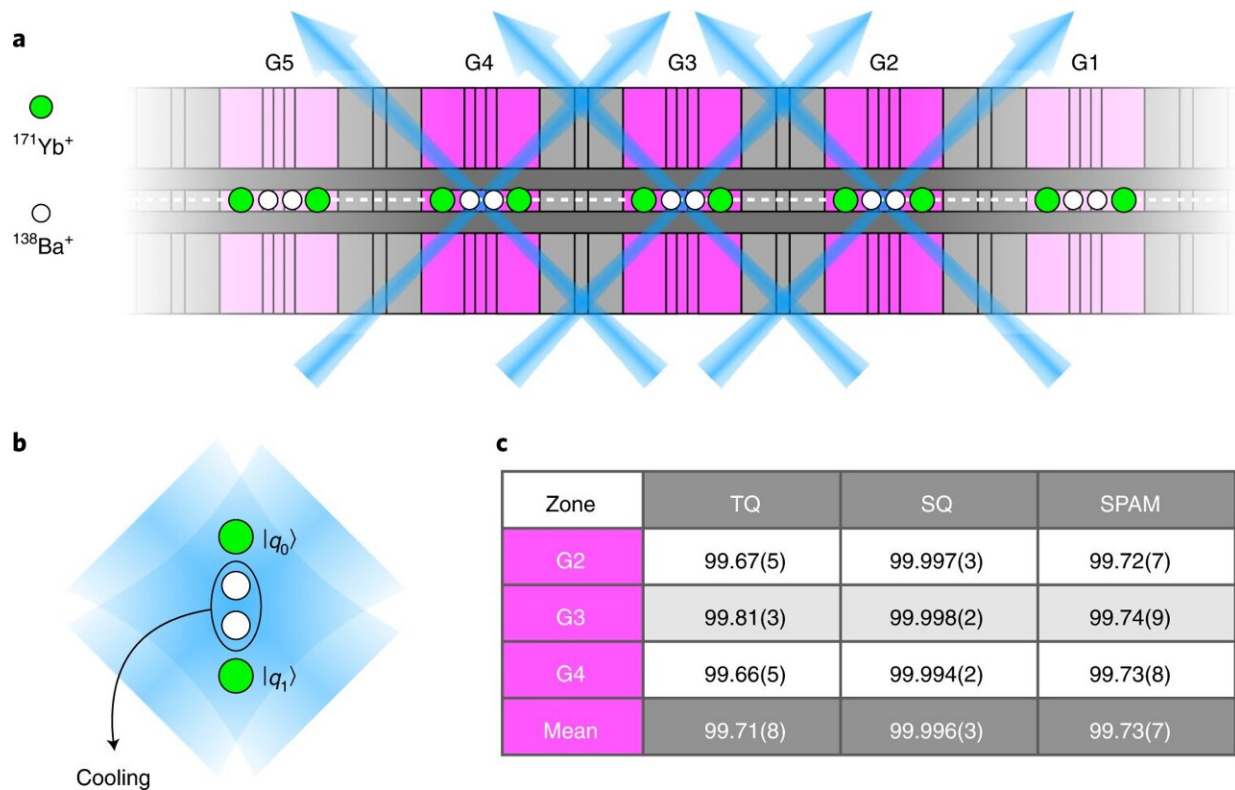 a
G5 G4 G3 G2 G1
¹⁷¹Yb⁺
¹³⁸Ba⁺
b
|q₀⟩
|q₁⟩
Cooling
c
Zone TQ SQ SPAM
G2 99.67(5) 99.997(3) 99.72(7)
G3 99.81(3) 99.998(2) 99.74(9)
G4 99.66(5) 99.994(2) 99.73(8)
Mean 99.71(8) 99.996(3) 99.73(7)